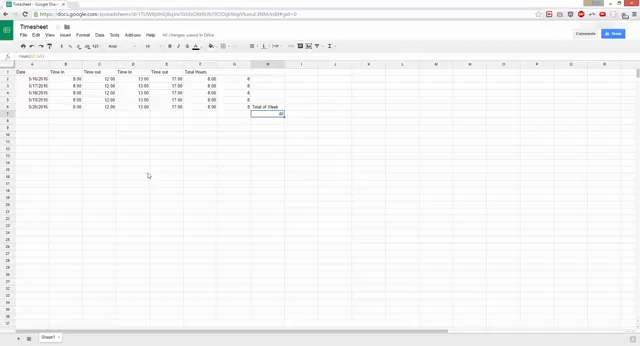 Timesheet - Google Sheets
Timesheet
File Edit View Insert Format Data Tools Add-ons Help All changes saved in Drive
Comments Share
Date Time in Time out Time in Time out Total Hours
5/16/2016 8:00 12:00 13:00 17:00 8.00 8
5/17/2016 8:00 12:00 13:00 17:00 8.00 8
5/18/2016 8:00 12:00 13:00 17:00 8.00 8
5/19/2016 8:00 12:00 13:00 17:00 8.00 8
5/20/2016 8:00 12:00 13:00 17:00 8.00 8 Total of Week
40
Sheet1